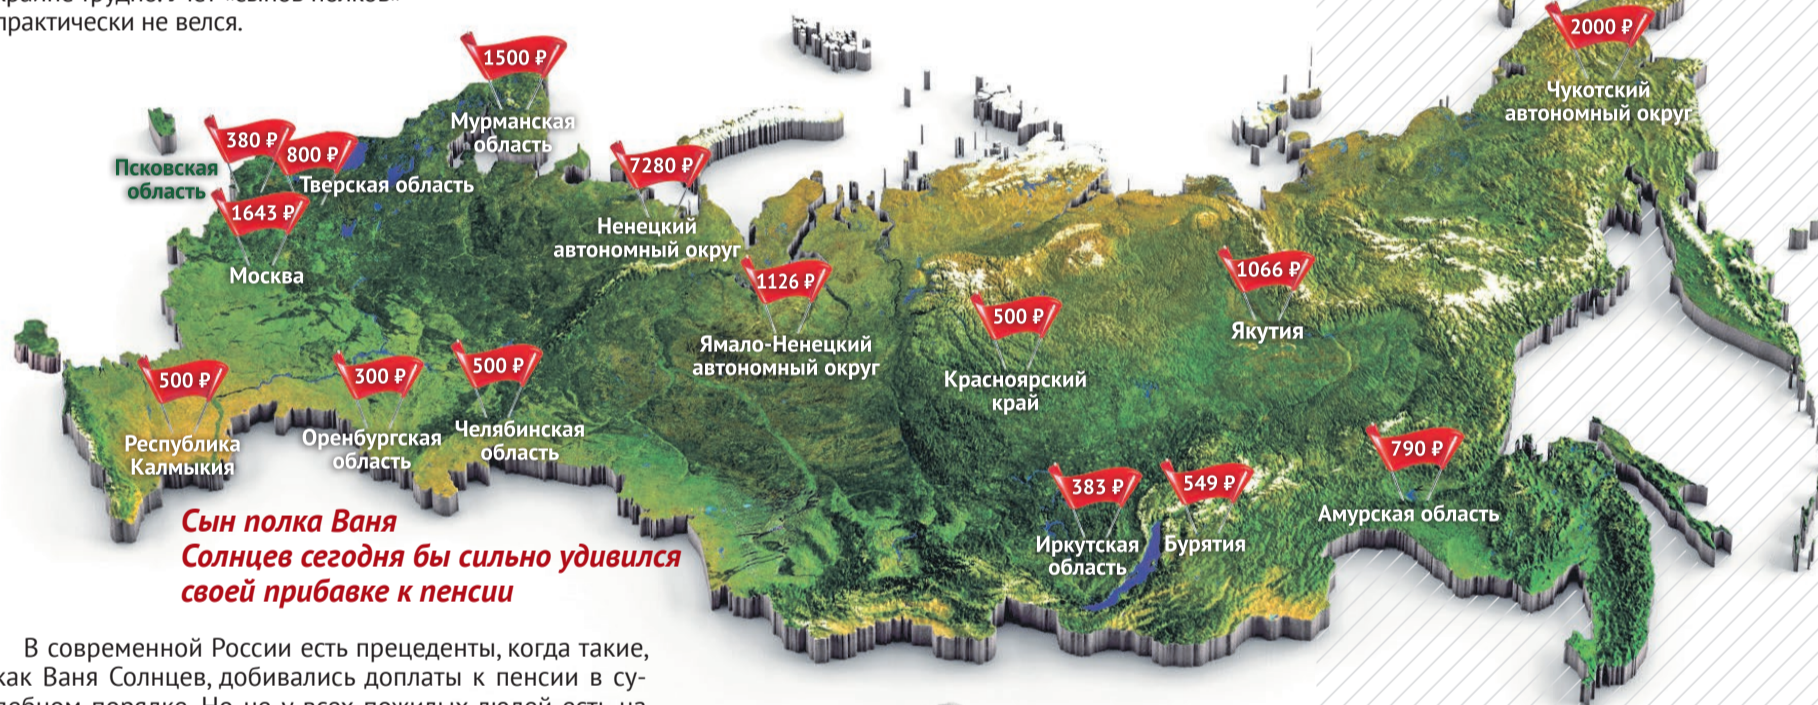 практически не велся.
1500 ₽
Мурманская
область
2000 ₽
Чукотский
автономный округ
380 ₽
Псковская
область
800 ₽
Тверская область
1643 ₽
Москва
7280 ₽
Ненецкий
автономный округ
1126 ₽
Ямало-Ненецкий
автономный округ
500 ₽
Красноярский
край
1066 ₽
Якутия
500 ₽
Республика
Калмыкия
300 ₽
Оренбургская
область
500 ₽
Челябинская
область
383 ₽
Иркутская
область
549 ₽
Бурятия
790 ₽
Амурская область
Сын полка Ваня
Солнцев сегодня бы сильно удивился
своей прибавке к пенсии
В современной России есть прецеденты, когда такие,
как Ваня Солнцев, добивались доплаты к пенсии в су-